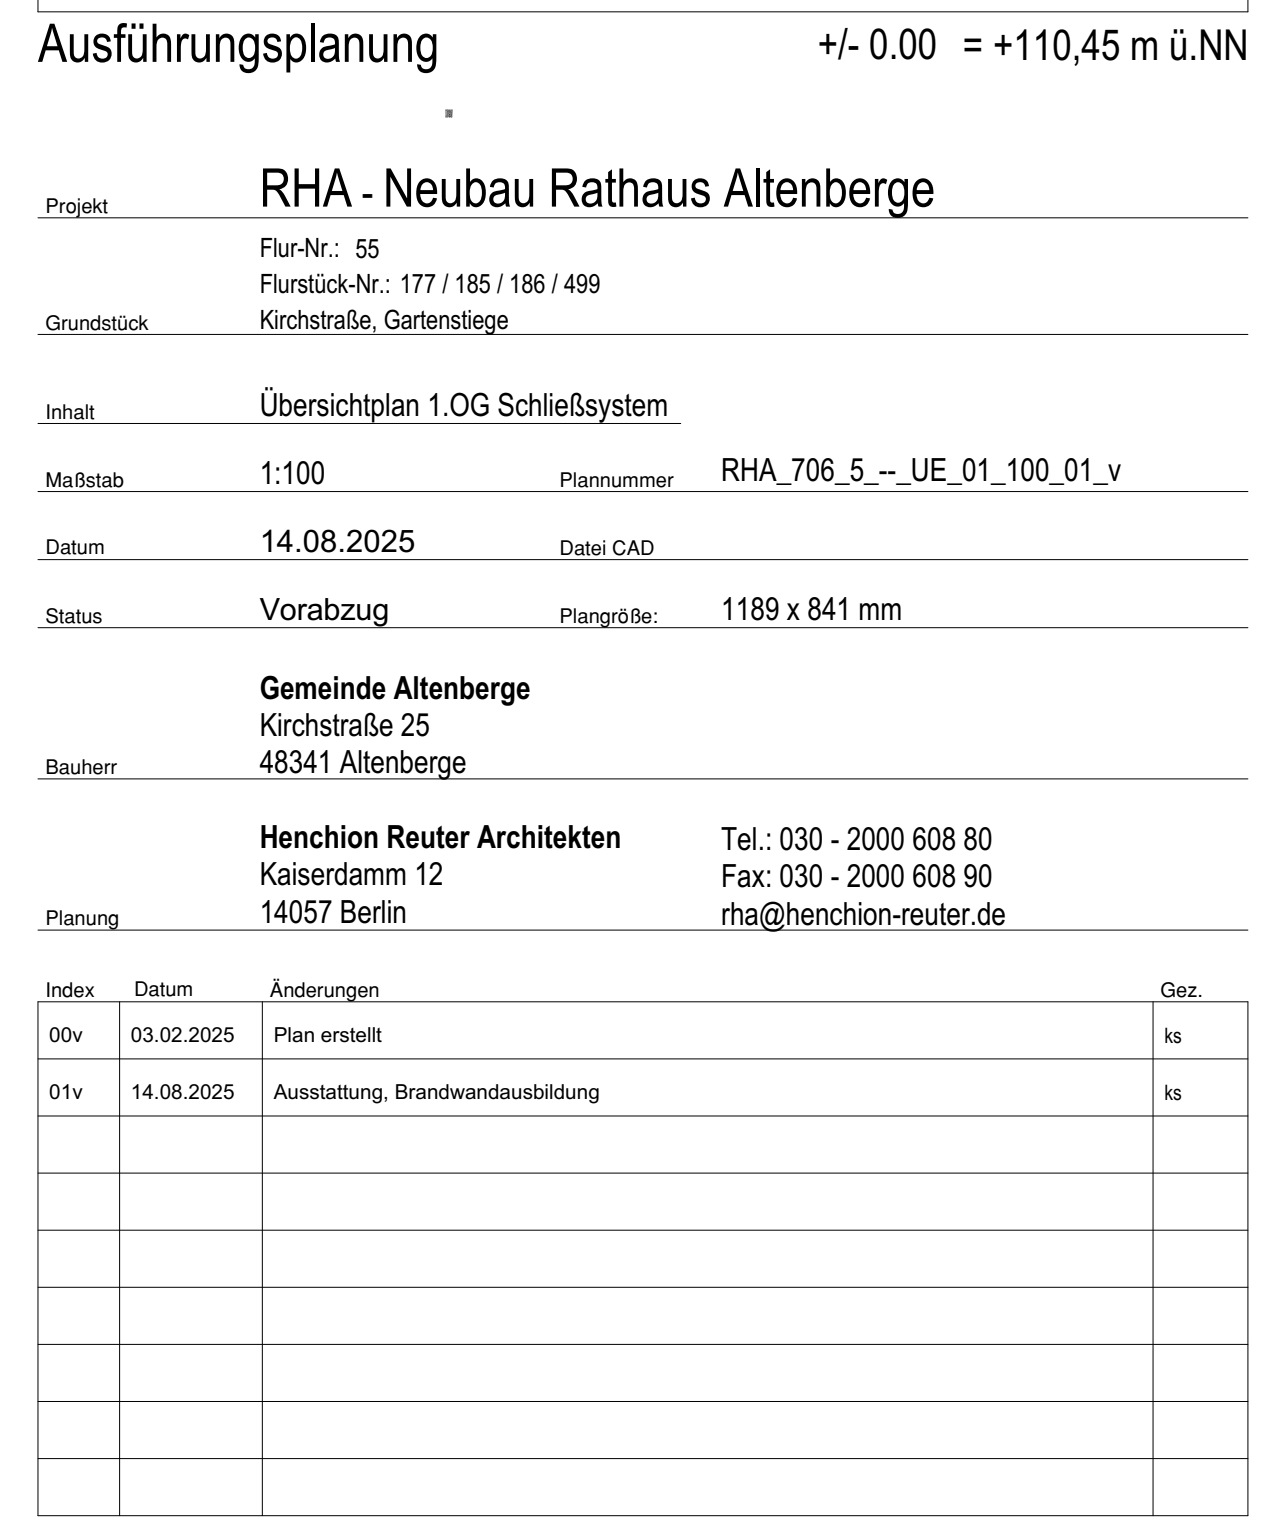 Ausführungsplanung +/- 0.00 = +110,45 m ü.NN
Projekt RHA - Neubau Rathaus Altenberge
Flur-Nr.: 55
Flurstück-Nr.: 177 / 185 / 186 / 499
Grundstück Kirchstraße, Gartenstiege
Inhalt Übersichtplan 1.OG Schließsystem
Maßstab 1:100 Plannummer RHA_706_5_--_UE_01_100_01_v
Datum 14.08.2025 Datei CAD
Status Vorabzug Plangröße: 1189 x 841 mm
Gemeinde Altenberge
Kirchstraße 25
Bauherr 48341 Altenberge
Henchion Reuter Architekten Tel.: 030 - 2000 608 80
Kaiserdamm 12 Fax: 030 - 2000 608 90
Planung 14057 Berlin rha@henchion-reuter.de
Index Datum Änderungen Gez.
00v 03.02.2025 Plan erstellt ks
01v 14.08.2025 Ausstattung, Brandwandausbildung ks